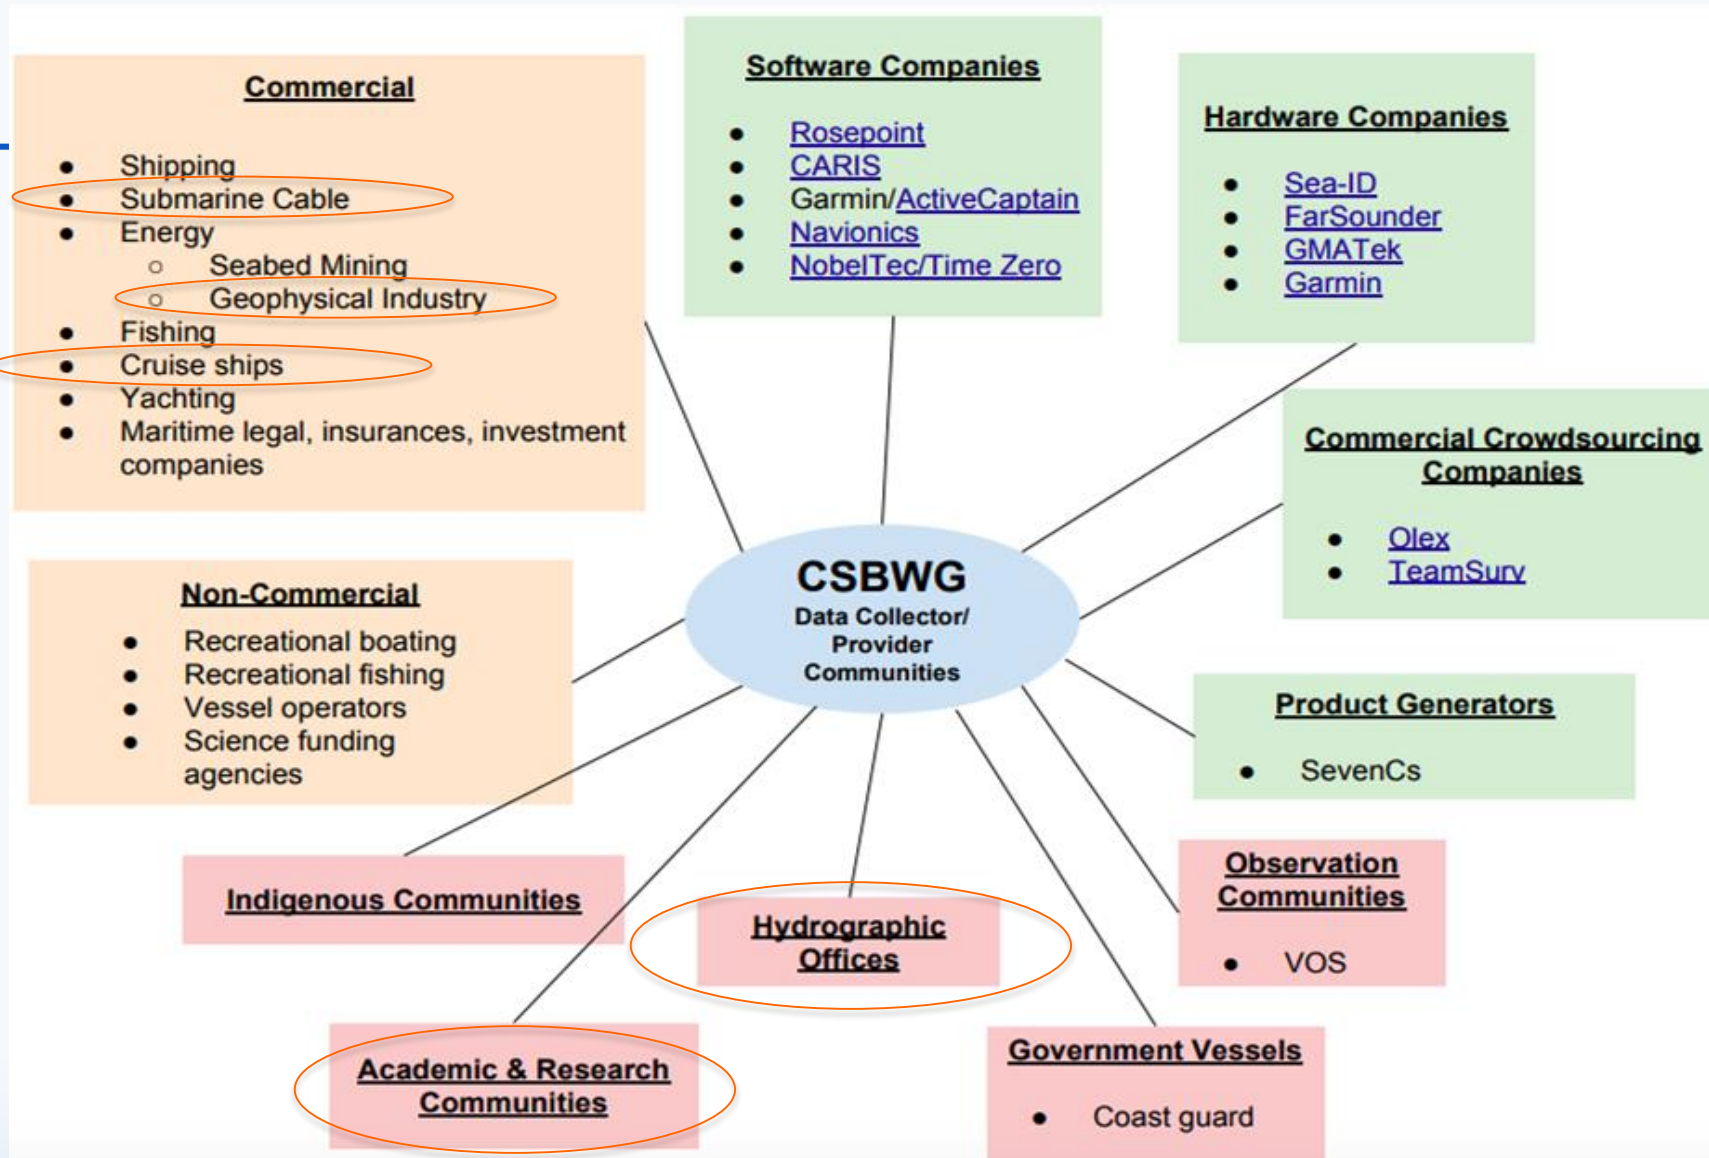 Commercial
● Shipping
● Submarine Cable
● Energy
○ Seabed Mining
○ Geophysical Industry
● Fishing
● Cruise ships
● Yachting
● Maritime legal, insurances, investment
companies
Software Companies
● Rosepoint
● CARIS
● Garmin/ActiveCaptain
● Navionics
● NobelTec/Time Zero
Hardware Companies
● Sea-ID
● FarSounder
● GMATek
● Garmin
Commercial Crowdsourcing
Companies
● Olex
● TeamSurv
CSBWG
Data Collector/
Provider
Communities
Non-Commercial
● Recreational boating
● Recreational fishing
● Vessel operators
● Science funding
agencies
Product Generators
● SevenCs
Indigenous Communities
Hydrographic
Offices
Observation
Communities
● VOS
Academic & Research
Communities
Government Vessels
● Coast guard